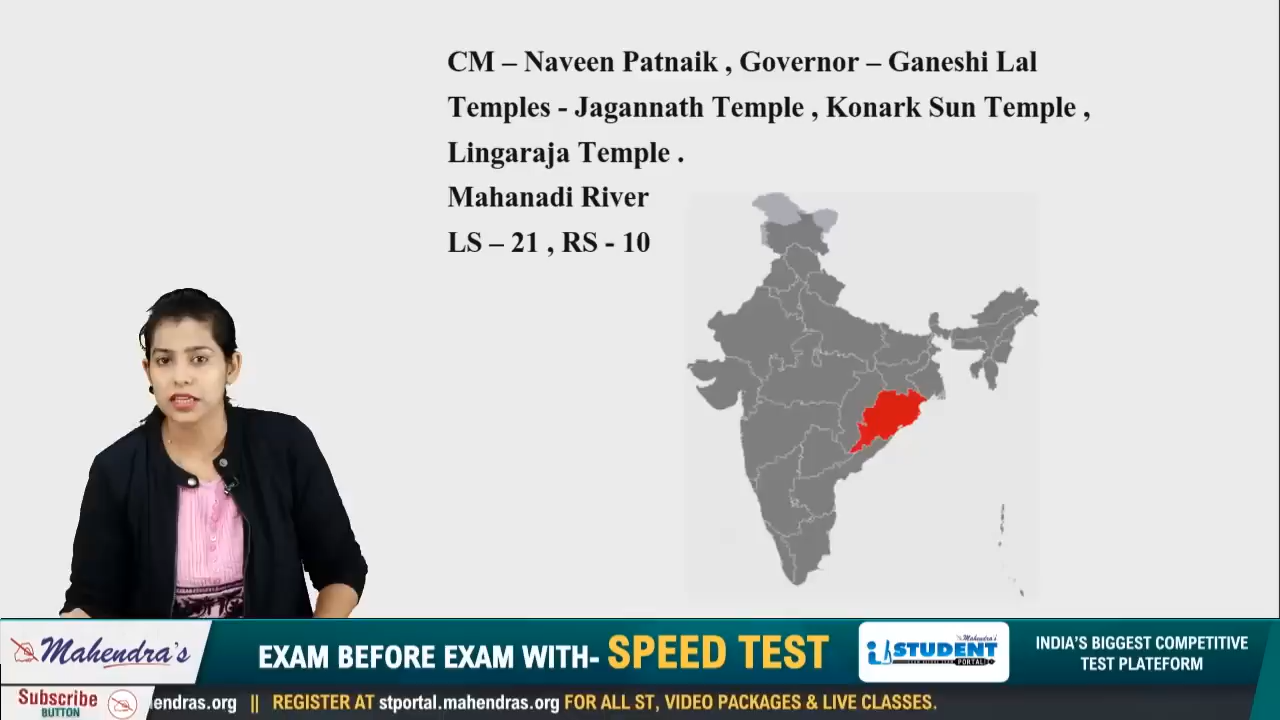 CM – Naveen Patnaik , Governor – Ganeshi Lal
Temples - Jagannath Temple , Konark Sun Temple ,
Lingaraja Temple .
Mahanadi River
LS – 21 , RS - 10
Mahendra's
EXAM BEFORE EXAM WITH- SPEED TEST
Mahendra's
STUDENT
PORTAL
INDIA'S BIGGEST COMPETITIVE
TEST PLATEFORM
Subscribe
BUTTON
endras.org || REGISTER AT stportal.mahendras.org FOR ALL ST, VIDEO PACKAGES & LIVE CLASSES.